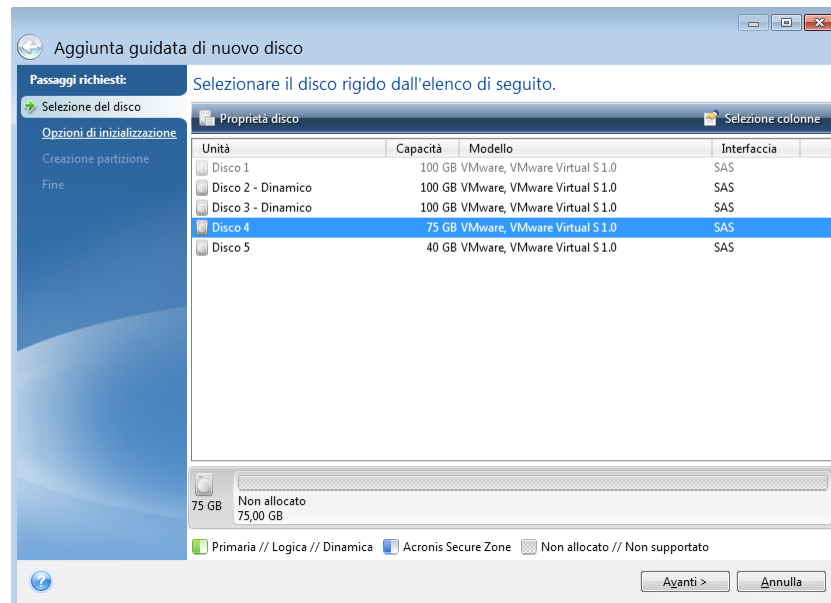 Aggiunta guidata di nuovo disco
Passaggi richiesti:
Selezione del disco
Opzioni di inizializzazione
Creazione partizione
Fine
Selezionare il disco rigido dall'elenco di seguito.
Proprietà disco Selezione colonne
Unità Capacità Modello Interfaccia
Disco 1 100 GB VMware, VMware Virtual S 1.0 SAS
Disco 2 - Dinamico 100 GB VMware, VMware Virtual S 1.0 SAS
Disco 3 - Dinamico 100 GB VMware, VMware Virtual S 1.0 SAS
Disco 4 75 GB VMware, VMware Virtual S 1.0 SAS
Disco 5 40 GB VMware, VMware Virtual S 1.0 SAS
75 GB
Non allocato
75,00 GB
Primaria // Logica // Dinamica Acronis Secure Zone Non allocato // Non supportato
? Avanti > Annulla